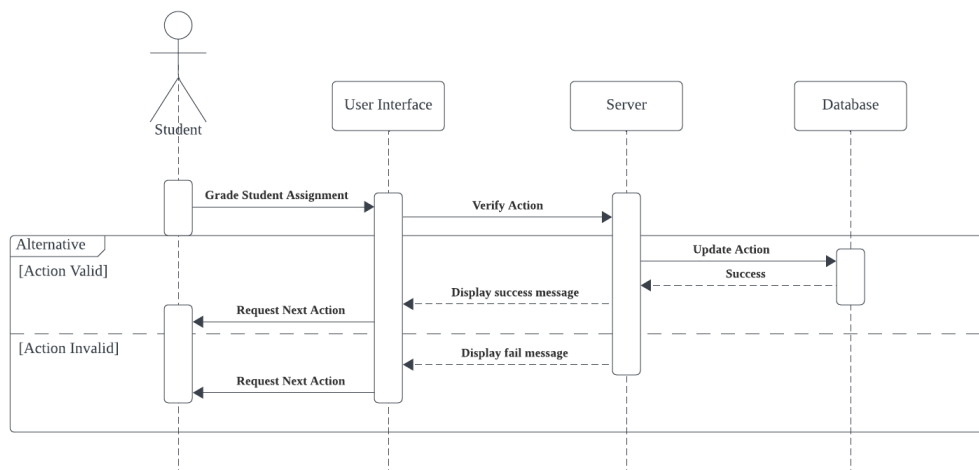 User Interface
Server
Database
Student
Grade Student Assignment
Verify Action
Alternative
Update Action
[Action Valid]
Success
Display success message
Request Next Action
[Action Invalid]
Display fail message
Request Next Action